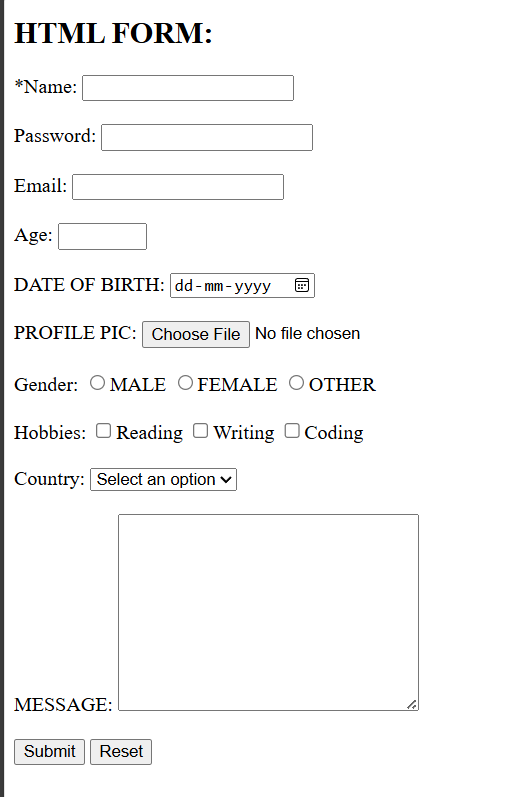 HTML FORM:
*Name:
Password:
Email:
Age:
DATE OF BIRTH: dd-mm-yyyy
PROFILE PIC: Choose File No file chosen
Gender: MALE FEMALE OTHER
Hobbies: Reading Writing Coding
Country: Select an option
MESSAGE:
Submit Reset